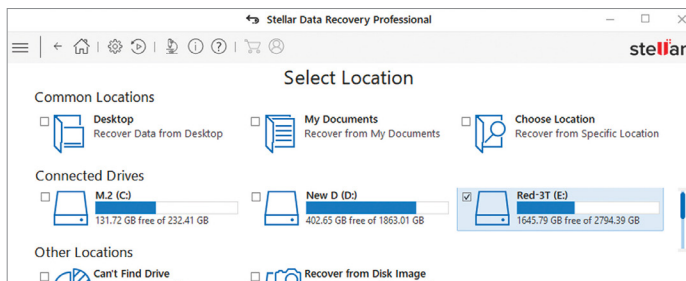 Stellar Data Recovery Professional
stellar
Select Location
Common Locations
Desktop
Recover Data from Desktop
My Documents
Recover from My Documents
Choose Location
Recover from Specific Location
Connected Drives
M.2 (C:)
131.72 GB free of 232.41 GB
New D (D:)
402.65 GB free of 1863.01 GB
Red-3T (E:)
1645.79 GB free of 2794.39 GB
Other Locations
Can't Find Drive
Recover from Disk Image